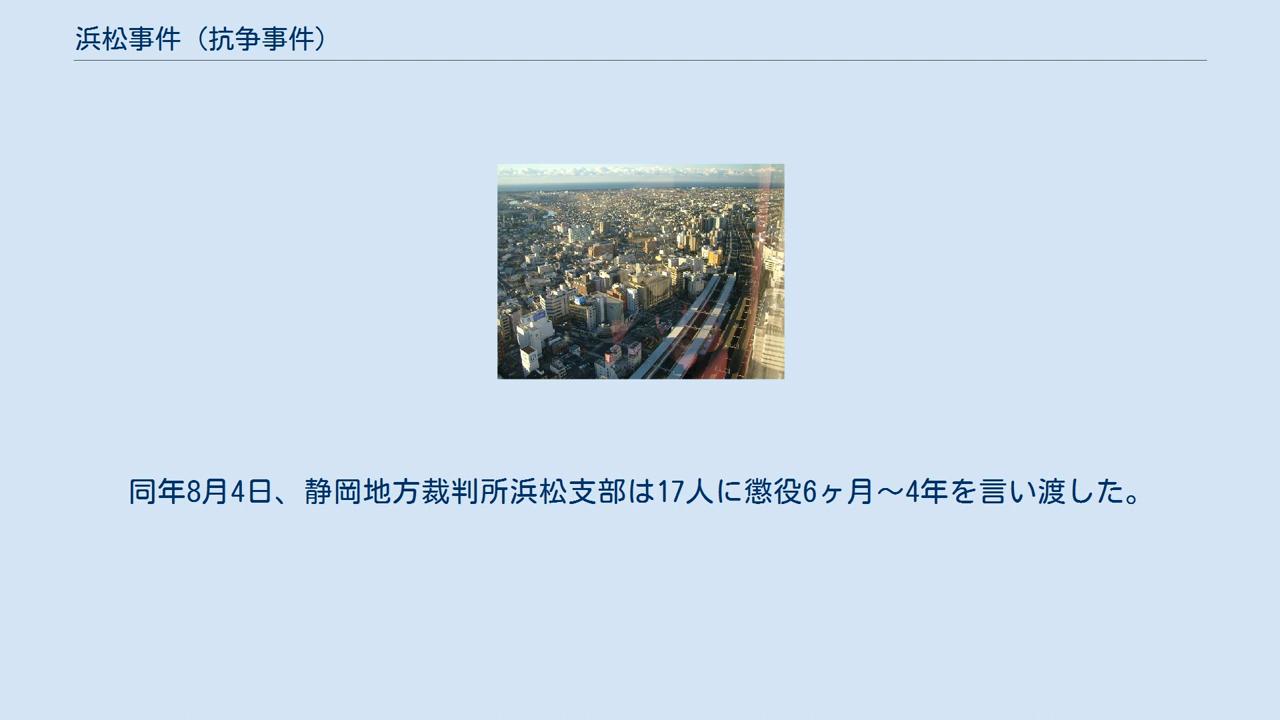 浜松事件（抗争事件）
同年8月4日、静岡地方裁判所浜松支部は17人に懲役6ヶ月～4年を言い渡した。